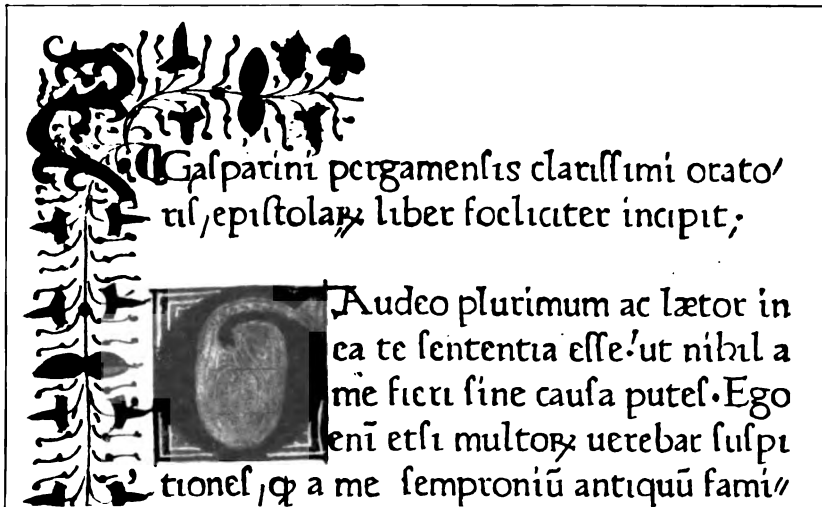 ¶Gaſparini pergamenſis clariſſimi orato/
riſ, epiſtolaꝝ liber foeliciter incipit;
GAudeo plurimum ac lætor in
ea te ſententia eſſe! ut nihil a
me fieri ſine cauſa puteſ. Ego
enī etſi multoꝝ uerebar ſuſpi
tioneſ, ꝙ a me ſemproniū antiquū fami//